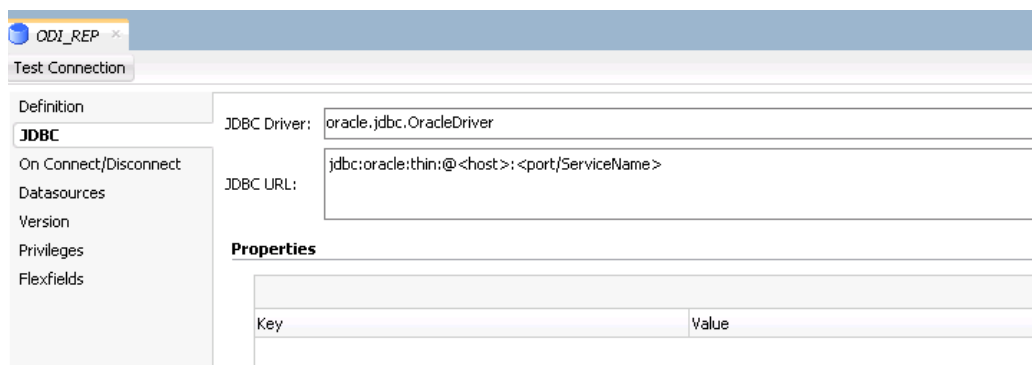 ODI_REP
Test Connection
Definition
JDBC
On Connect/Disconnect
Datasources
Version
Privileges
Flexfields
JDBC Driver: oracle.jdbc.OracleDriver
JDBC URL: jdbc:oracle:thin:@<host>:<port/ServiceName>
Properties
Key Value